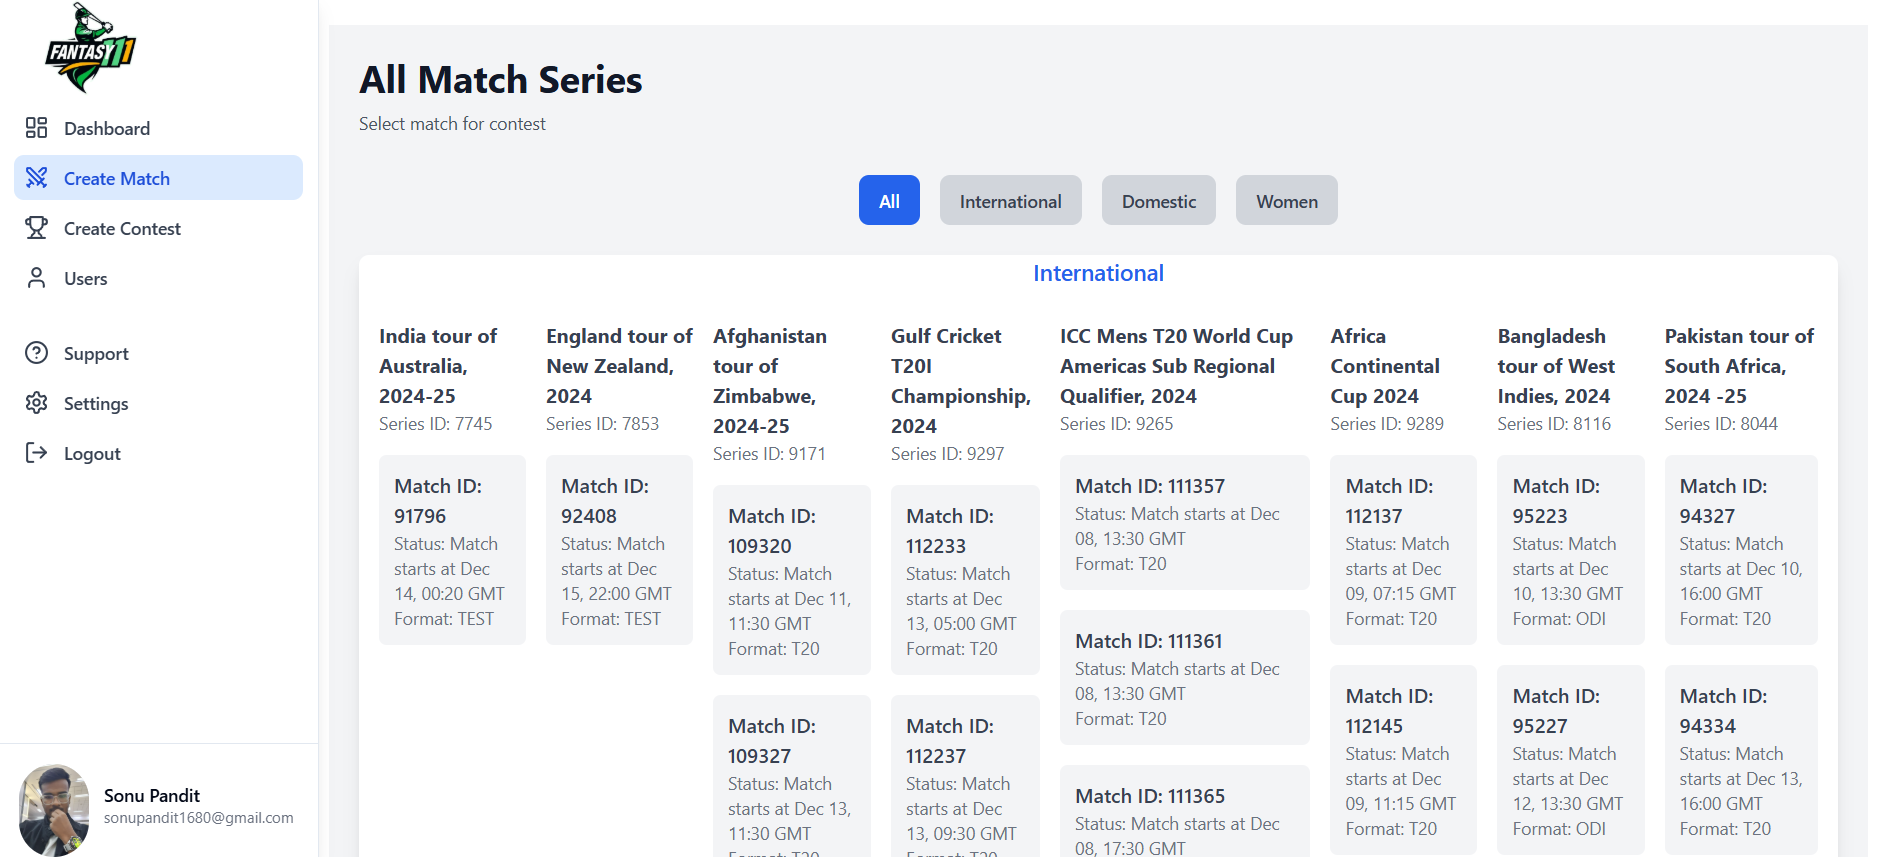 FANTASY11
Dashboard
Create Match
Create Contest
Users
Support
Settings
Logout
Sonu Pandit
sonupandit1680@gmail.com
All Match Series
Select match for contest
All
International
Domestic
Women
International
India tour of
Australia,
2024-25
Series ID: 7745
Match ID:
91796
Status: Match
starts at Dec
14, 00:20 GMT
Format: TEST
England tour of
New Zealand,
2024
Series ID: 7853
Match ID:
92408
Status: Match
starts at Dec
15, 22:00 GMT
Format: TEST
Afghanistan
tour of
Zimbabwe,
2024-25
Series ID: 9171
Match ID:
109320
Status: Match
starts at Dec 11,
11:30 GMT
Format: T20
Match ID:
109327
Status: Match
starts at Dec 13,
11:30 GMT
Format: T20
Gulf Cricket
T20I
Championship,
2024
Series ID: 9297
Match ID:
112233
Status: Match
starts at Dec
13, 05:00 GMT
Format: T20
Match ID:
112237
Status: Match
starts at Dec
13, 09:30 GMT
Format: T20
ICC Mens T20 World Cup
Americas Sub Regional
Qualifier, 2024
Series ID: 9265
Match ID: 111357
Status: Match starts at Dec
08, 13:30 GMT
Format: T20
Match ID: 111361
Status: Match starts at Dec
08, 13:30 GMT
Format: T20
Match ID: 111365
Status: Match starts at Dec
08, 17:30 GMT
Africa
Continental
Cup 2024
Series ID: 9289
Match ID:
112137
Status: Match
starts at Dec
09, 07:15 GMT
Format: T20
Match ID:
112145
Status: Match
starts at Dec
09, 11:15 GMT
Format: T20
Bangladesh
tour of West
Indies, 2024
Series ID: 8116
Match ID:
95223
Status: Match
starts at Dec
10, 13:30 GMT
Format: ODI
Match ID:
95227
Status: Match
starts at Dec
12, 13:30 GMT
Format: ODI
Pakistan tour of
South Africa,
2024 -25
Series ID: 8044
Match ID:
94327
Status: Match
starts at Dec 10,
16:00 GMT
Format: T20
Match ID:
94334
Status: Match
starts at Dec 13,
16:00 GMT
Format: T20